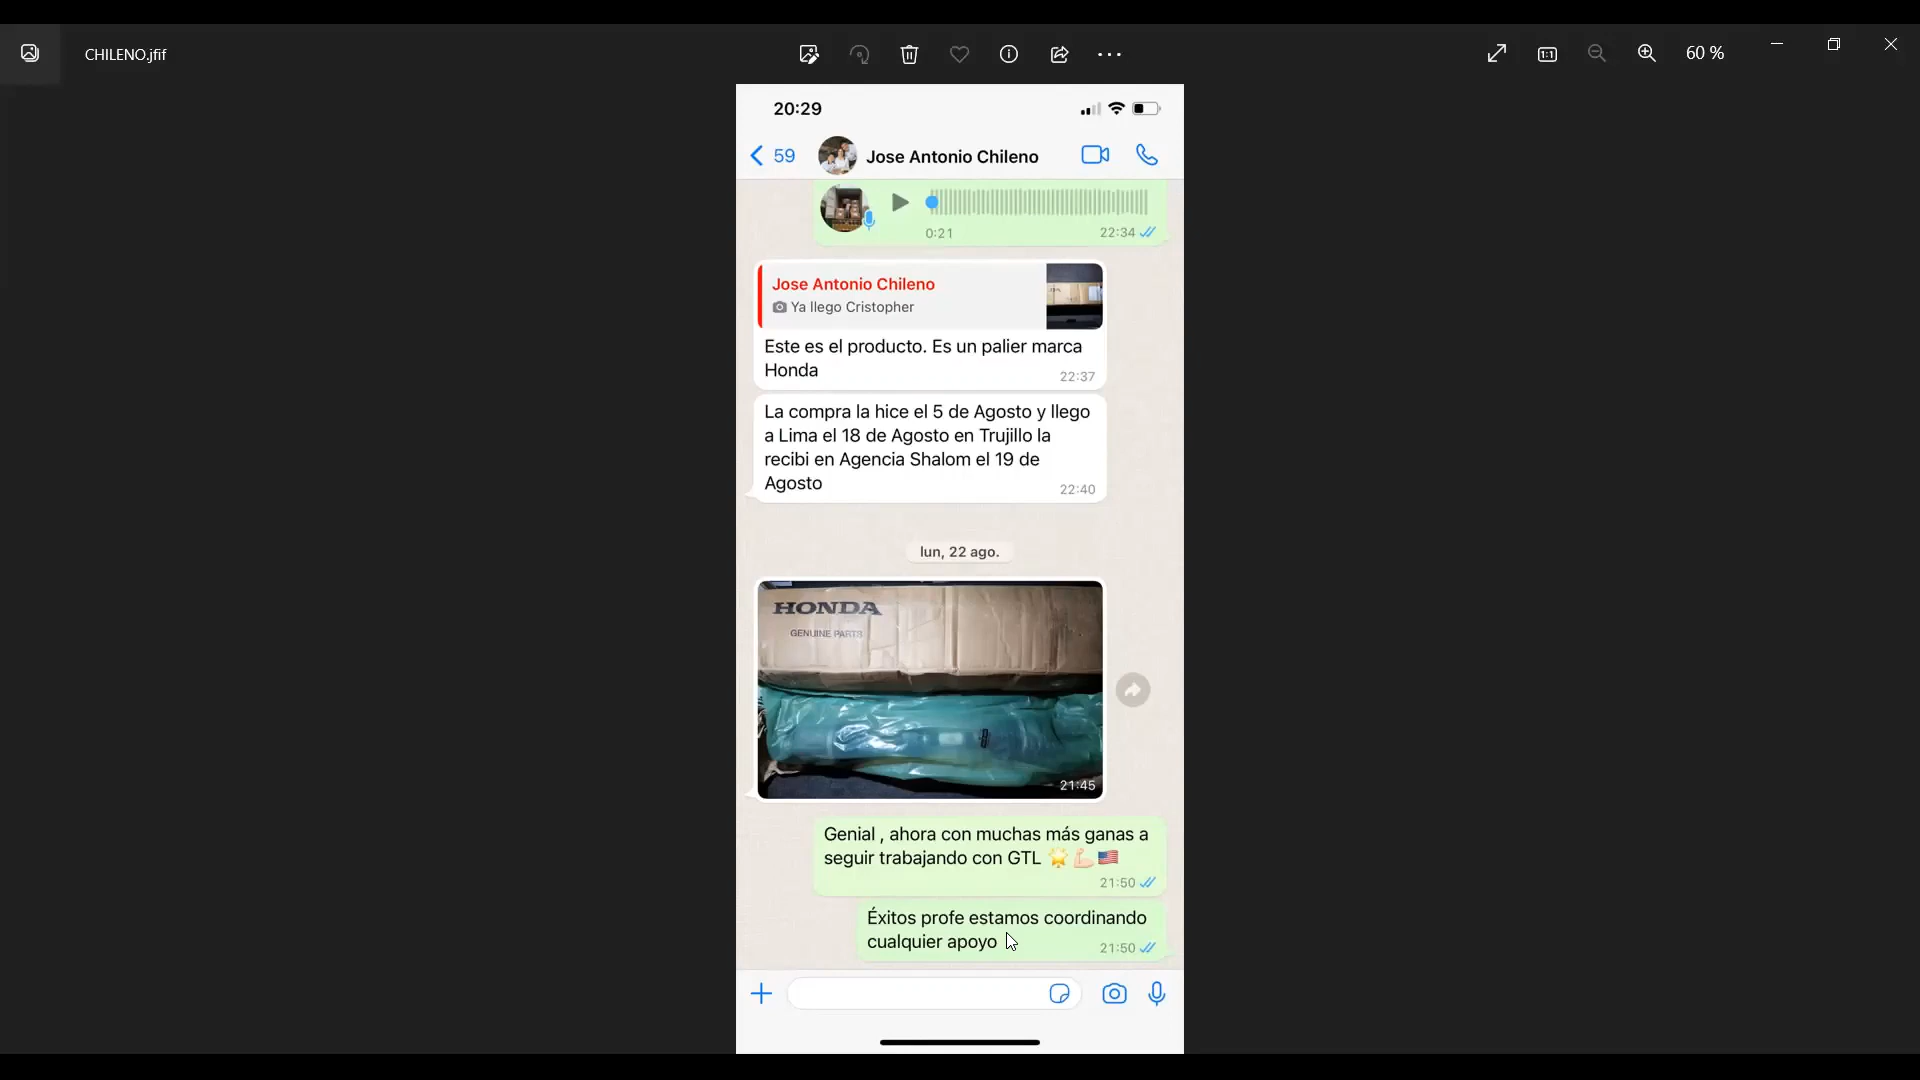 CHILENO.jfif
60 %
20:29
59
Jose Antonio Chileno
0:21
22:34
Jose Antonio Chileno
Ya llego Cristopher
Este es el producto. Es un palier marca
Honda
22:37
La compra la hice el 5 de Agosto y llego
a Lima el 18 de Agosto en Trujillo la
recibi en Agencia Shalom el 19 de
Agosto
22:40
lun, 22 ago.
HONDA
GENUINE PARTS
21:45
Genial , ahora con muchas más ganas a
seguir trabajando con GTL 🌟💪🏻🇺🇸
21:50
Éxitos profe estamos coordinando
cualquier apoyo
21:50